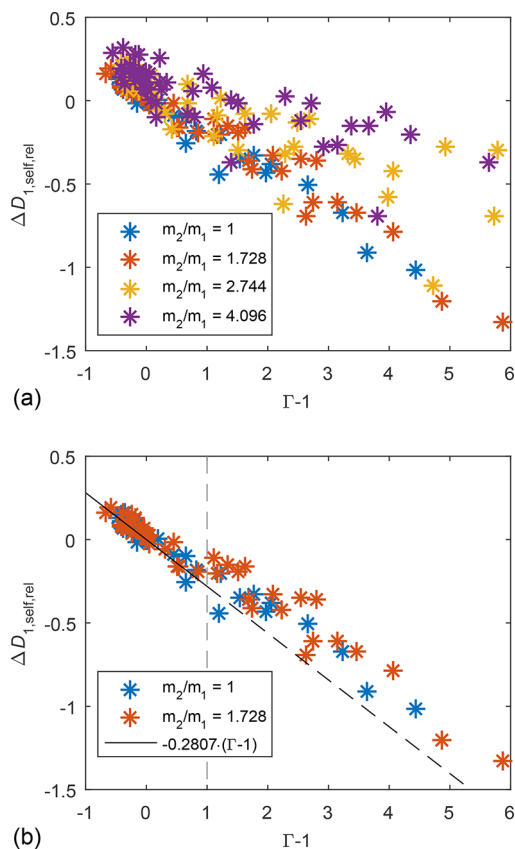 0.5
0
-0.5
-1
-1.5
ΔD1,self,rel
m2/m1 = 1
m2/m1 = 1.728
m2/m1 = 2.744
m2/m1 = 4.096
-1 0 1 2 3 4 5 6
(a)
Γ-1
0.5
0
-0.5
-1
-1.5
ΔD1,self,rel
m2/m1 = 1
m2/m1 = 1.728
-0.2807·(Γ-1)
-1 0 1 2 3 4 5 6
(b)
Γ-1